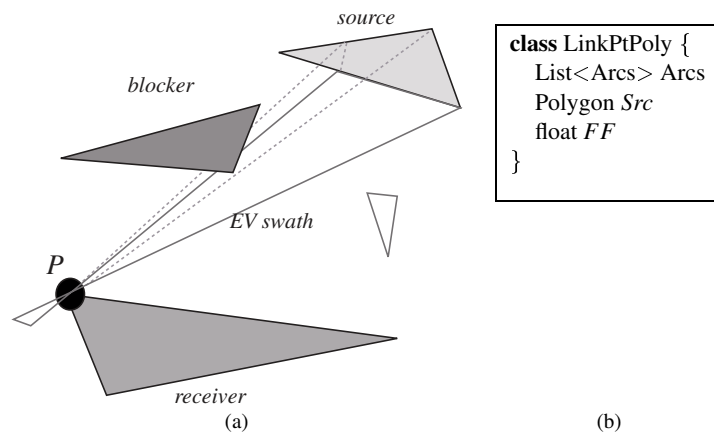 source
blocker
EV swath
P
receiver
(a)
class LinkPtPoly {
List<Arcs> Arcs
Polygon Src
float FF
}
(b)